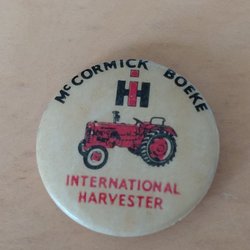 McCORMICK BOEKE
IH
INTERNATIONAL
HARVESTER